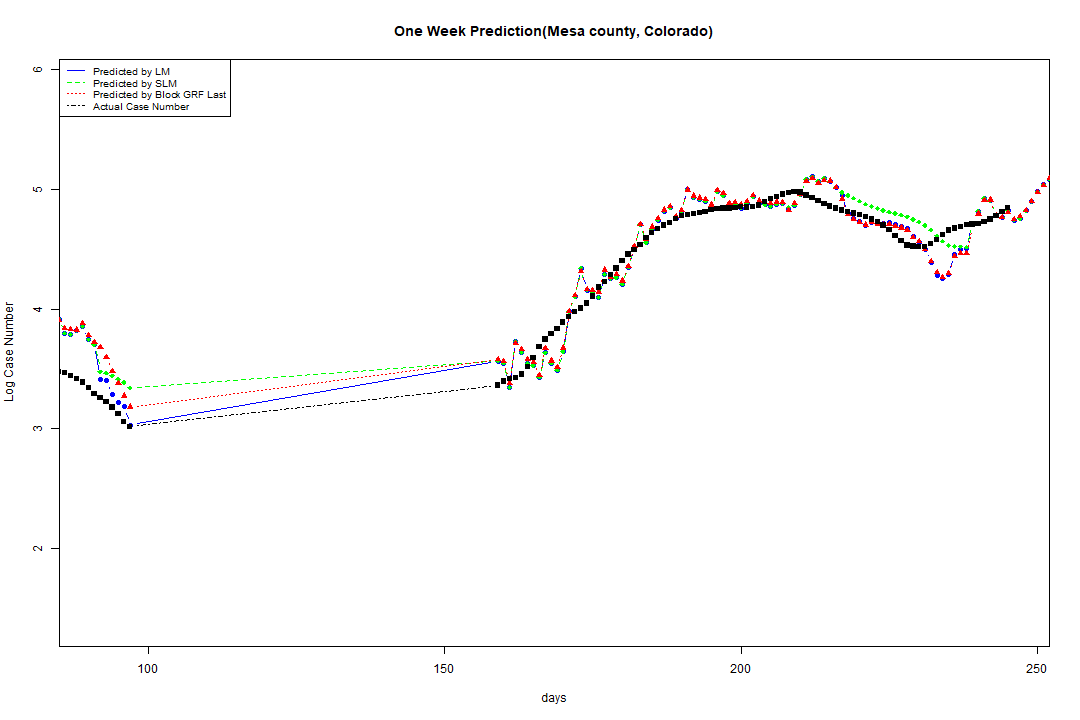 One Week Prediction(Mesa county, Colorado)
Predicted by LM
Predicted by SLM
Predicted by Block GRF Last
Actual Case Number
6
5
4
3
2
Log Case Number
100 150 200 250
days